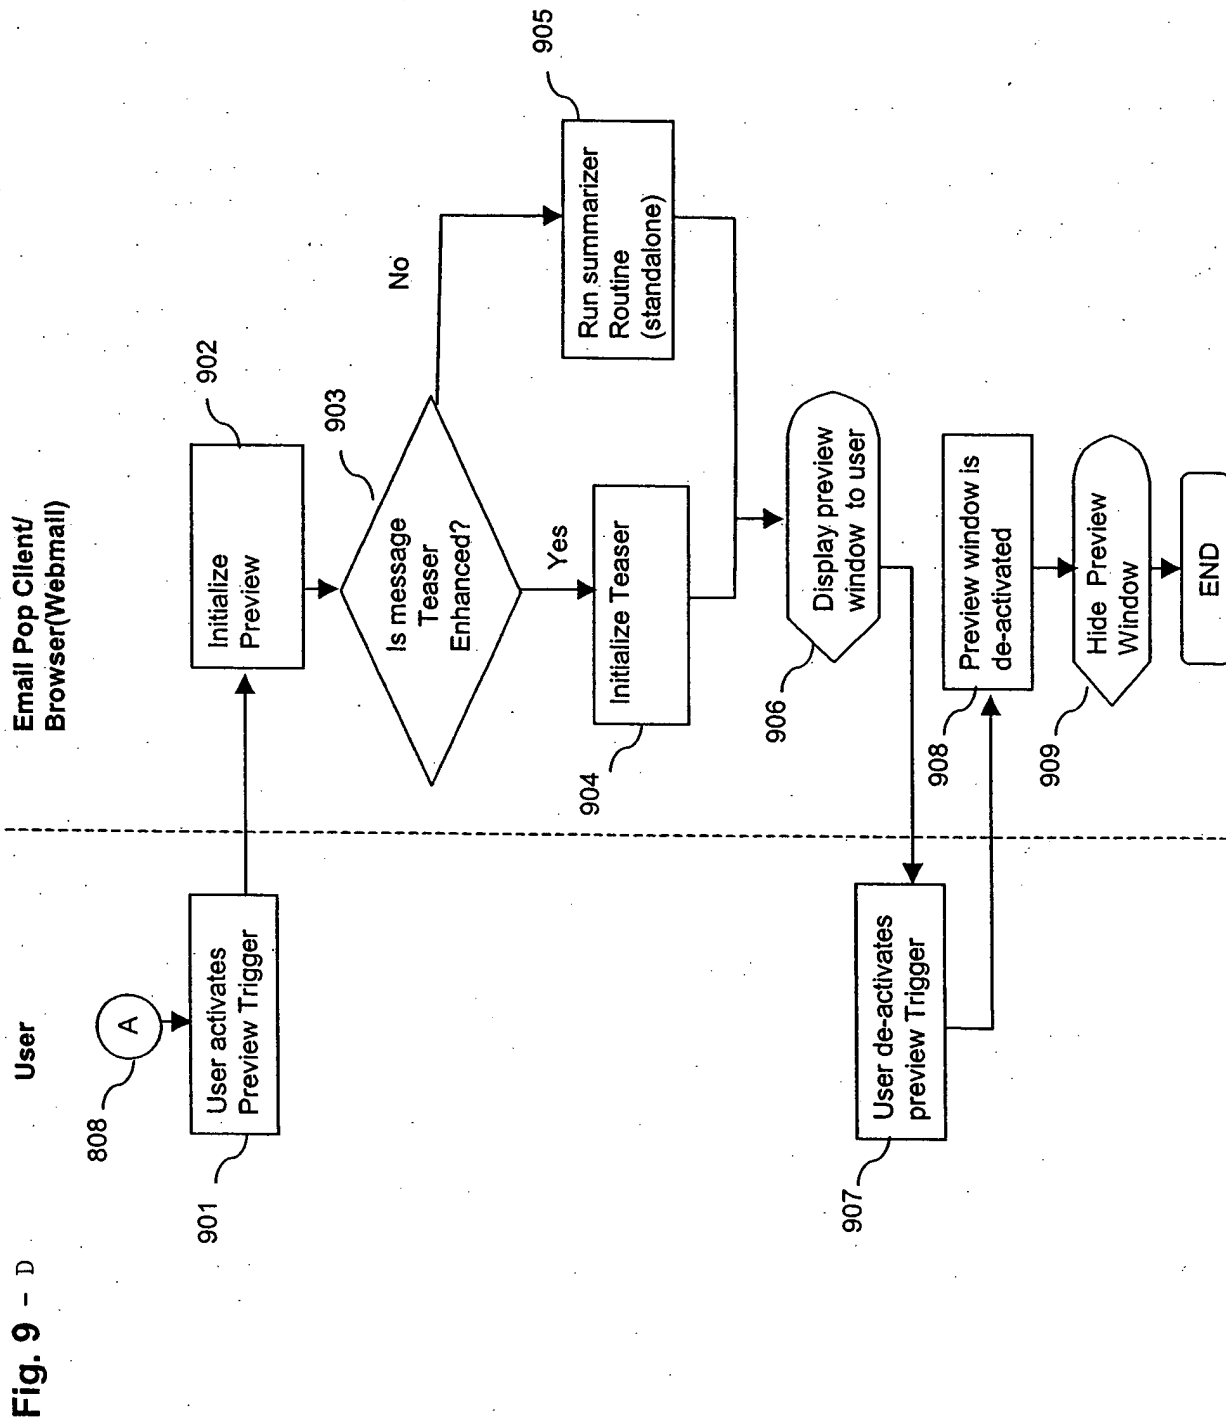 Fig. 9 - D
User
Email Pop Client/
Browser(Webmail)
A
808
User activates
Preview Trigger
901
Initialize
Preview
902
Is message
Teaser
Enhanced?
903
Yes
No
Initialize Teaser
904
Run summarizer
Routine
(standalone)
905
Display preview
window to user
906
User de-activates
preview Trigger
907
Preview window is
de-activated
908
Hide Preview
Window
909
END